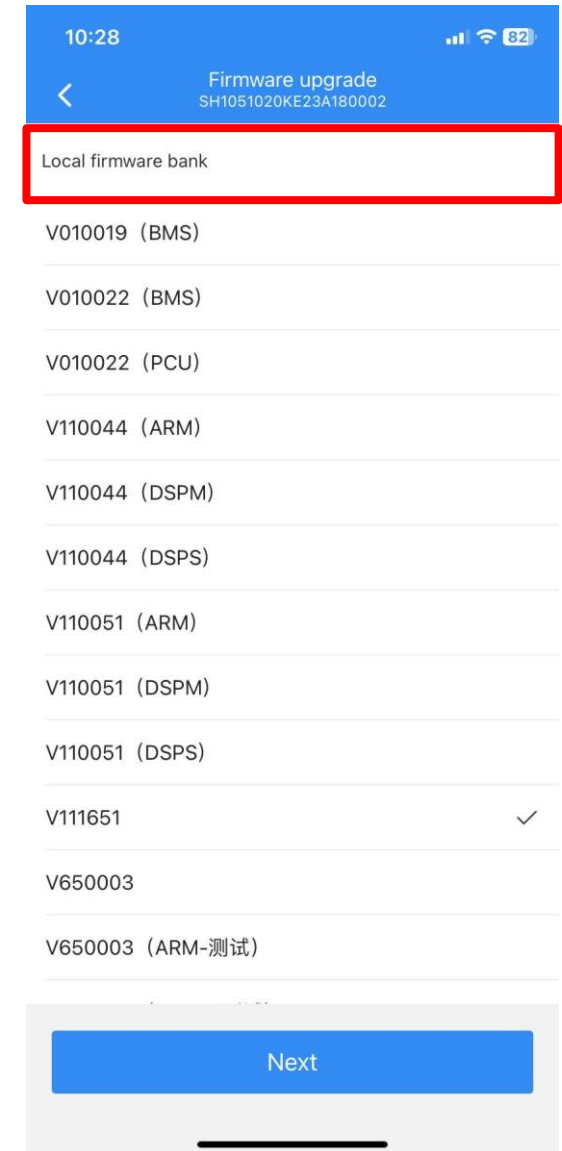 10:28
82
Firmware upgrade
SH1051020KE23A180002
Local firmware bank
V010019（BMS）
V010022（BMS）
V010022（PCU）
V110044（ARM）
V110044（DSPM）
V110044（DSPS）
V110051（ARM）
V110051（DSPM）
V110051（DSPS）
V111651
V650003
V650003（ARM-测试）
Next